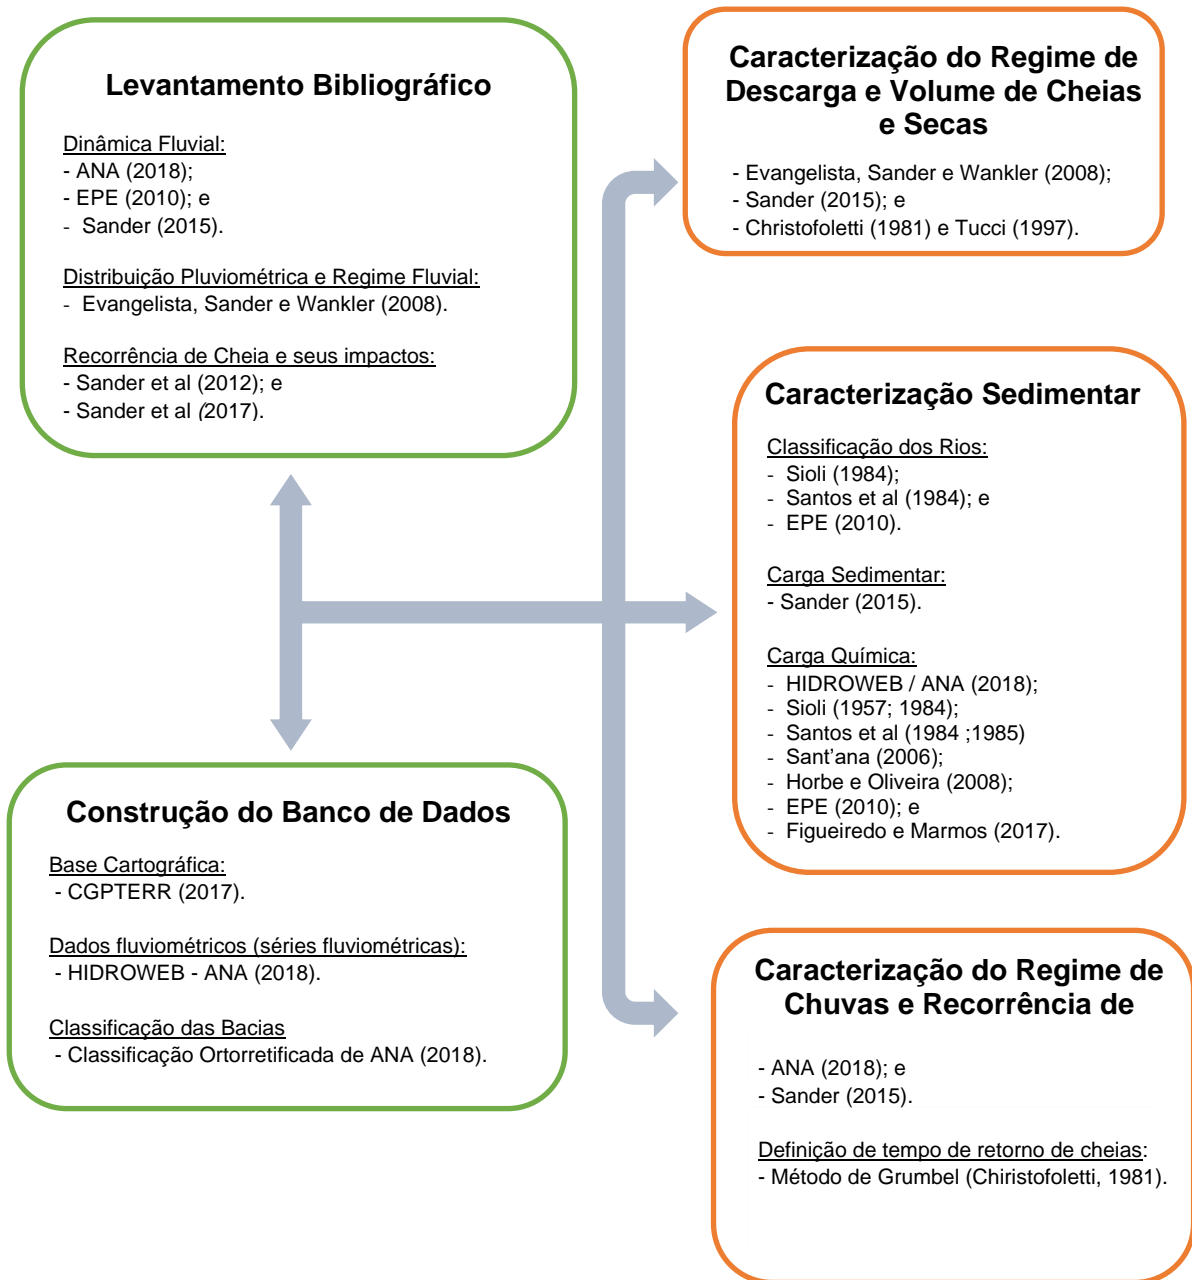 Levantamento Bibliográfico
Dinâmica Fluvial:
- ANA (2018);
- EPE (2010); e
- Sander (2015).
Distribuição Pluviométrica e Regime Fluvial:
- Evangelista, Sander e Wankler (2008).
Recorrência de Cheia e seus impactos:
- Sander et al (2012); e
- Sander et al (2017).
Construção do Banco de Dados
Base Cartográfica:
- CGPTERR (2017).
Dados fluviométricos (séries fluviométricas):
- HIDROWEB - ANA (2018).
Classificação das Bacias
- Classificação Ortorretificada de ANA (2018).
Caracterização do Regime de
Descarga e Volume de Cheias
e Secas
- Evangelista, Sander e Wankler (2008);
- Sander (2015); e
- Christofoletti (1981) e Tucci (1997).
Caracterização Sedimentar
Classificação dos Rios:
- Sioli (1984);
- Santos et al (1984); e
- EPE (2010).
Carga Sedimentar:
- Sander (2015).
Carga Química:
- HIDROWEB / ANA (2018);
- Sioli (1957; 1984);
- Santos et al (1984 ;1985)
- Sant’ana (2006);
- Horbe e Oliveira (2008);
- EPE (2010); e
- Figueiredo e Marmos (2017).
Caracterização do Regime de
Chuvas e Recorrência de
- ANA (2018); e
- Sander (2015).
Definição de tempo de retorno de cheias:
- Método de Grumbel (Chiristofoletti, 1981).